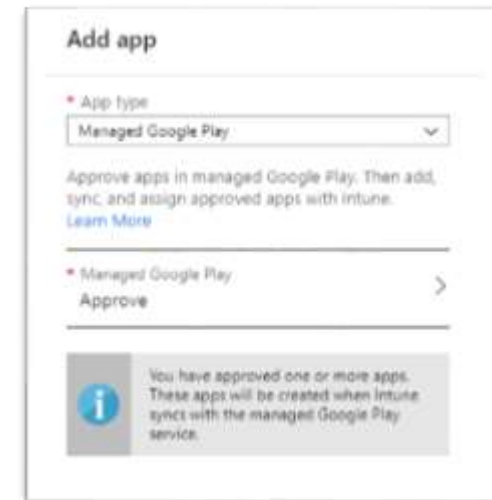 Add app
* App type
Managed Google Play
Approve apps in managed Google Play. Then add,
sync, and assign approved apps with Intune.
Learn More
* Managed Google Play
Approve
You have approved one or more apps.
These apps will be created when Intune
syncs with the managed Google Play
service.